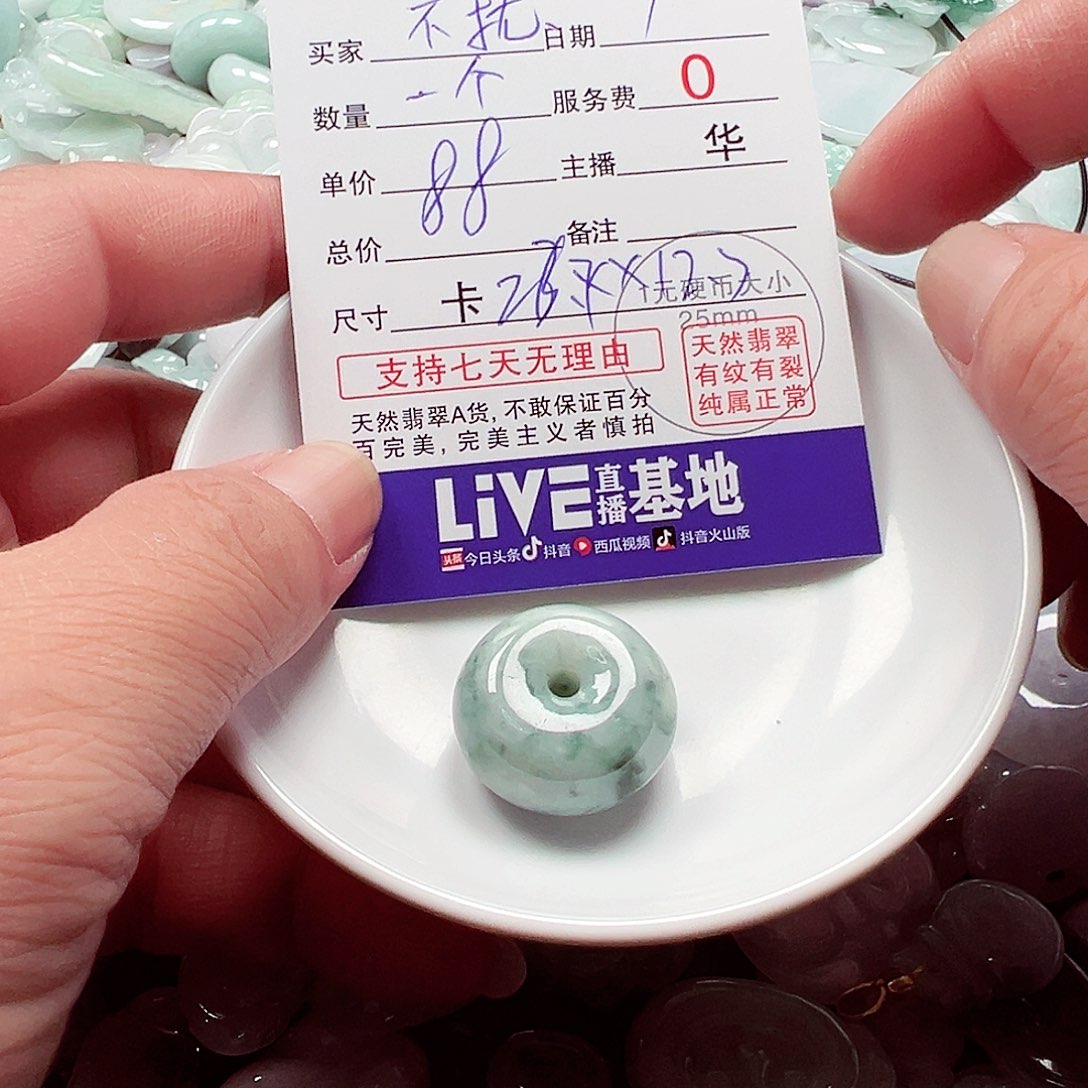 买家 不扰 日期
数量 一个 服务费 0
单价 88 主播 华
总价 备注
尺寸 卡
1元硬币大小
25mm
支持七天无理由
天然翡翠
有纹有裂
纯属正常
天然翡翠A货,不敢保证百分
百完美,完美主义者慎拍
LiVE直播基地
头条 今日头条 抖音 西瓜视频 抖音火山版